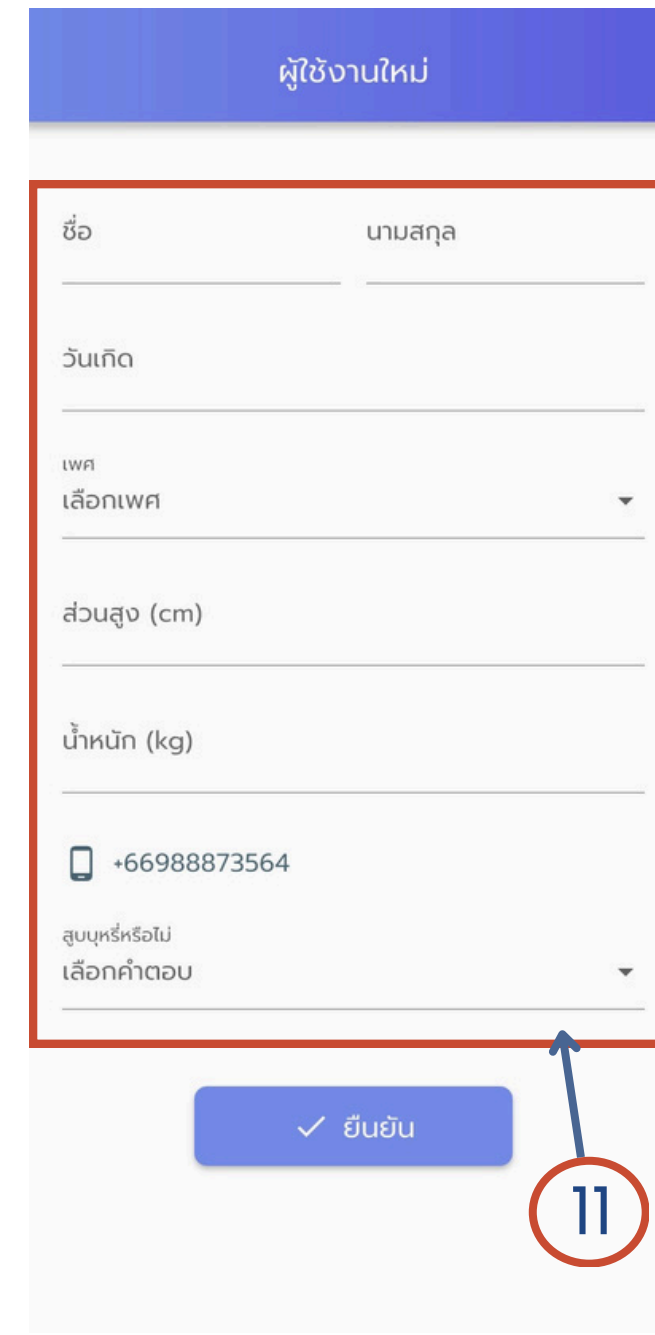 ผู้ใช้งานใหม่
ชื่อ นามสกุล
วันเกิด
เพศ
เลือกเพศ
ส่วนสูง (cm)
น้ำหนัก (kg)
+66988873564
สูบบุหรี่หรือไม่
เลือกคำตอบ
ยืนยัน
11